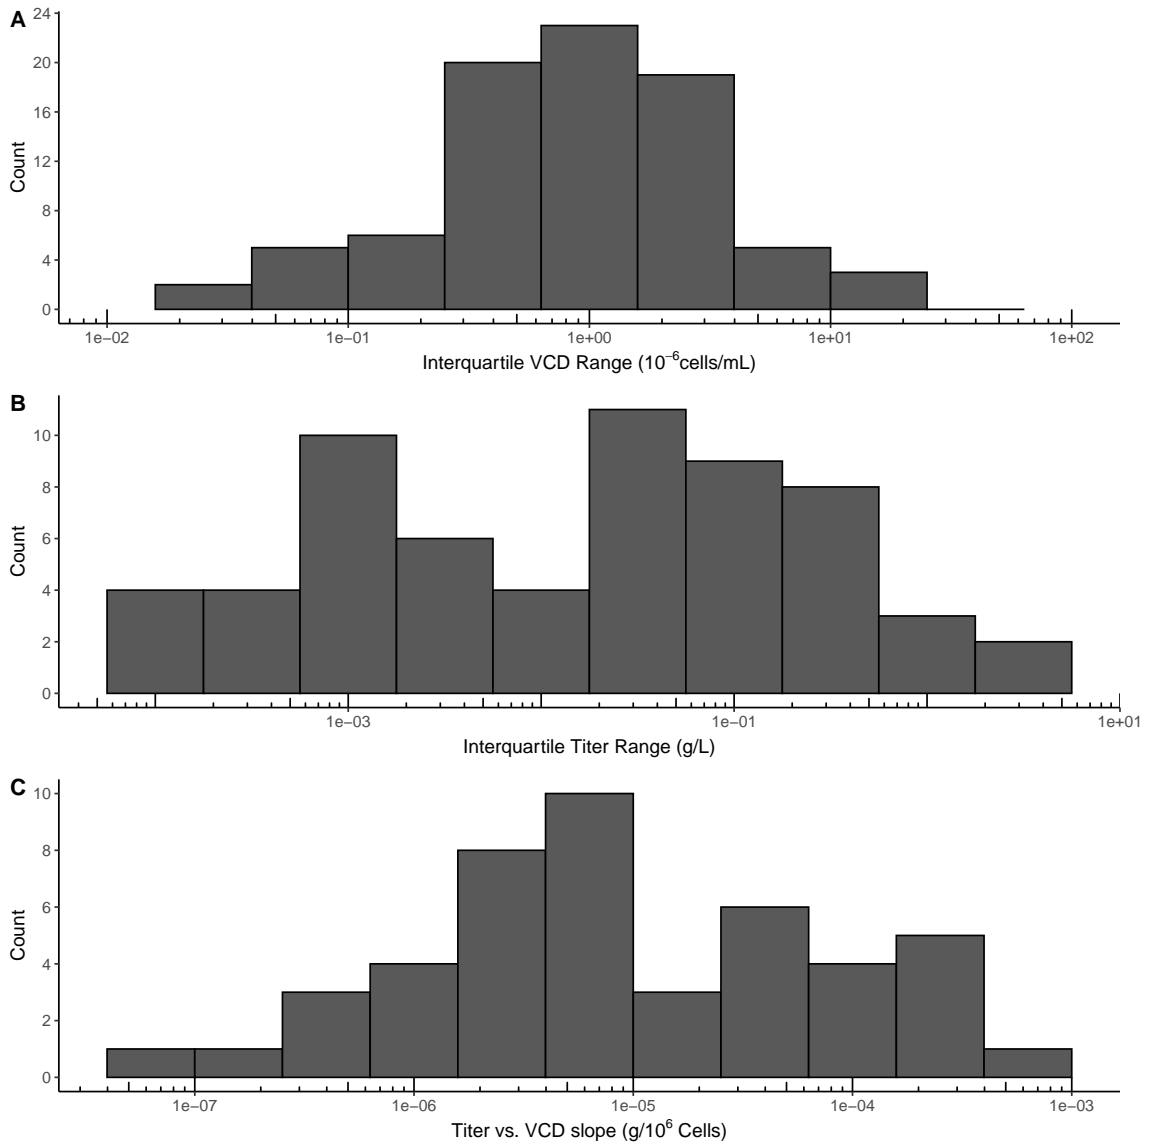 A
24
20
16
12
8
4
0
Count
1e−02 1e−01 1e+00 1e+01 1e+02
Interquartile VCD Range (10⁻⁶cells/mL)
B
10
8
6
4
2
0
Count
1e−03 1e−01 1e+01
Interquartile Titer Range (g/L)
C
10
8
6
4
2
0
Count
1e−07 1e−06 1e−05 1e−04 1e−03
Titer vs. VCD slope (g/10⁶ Cells)